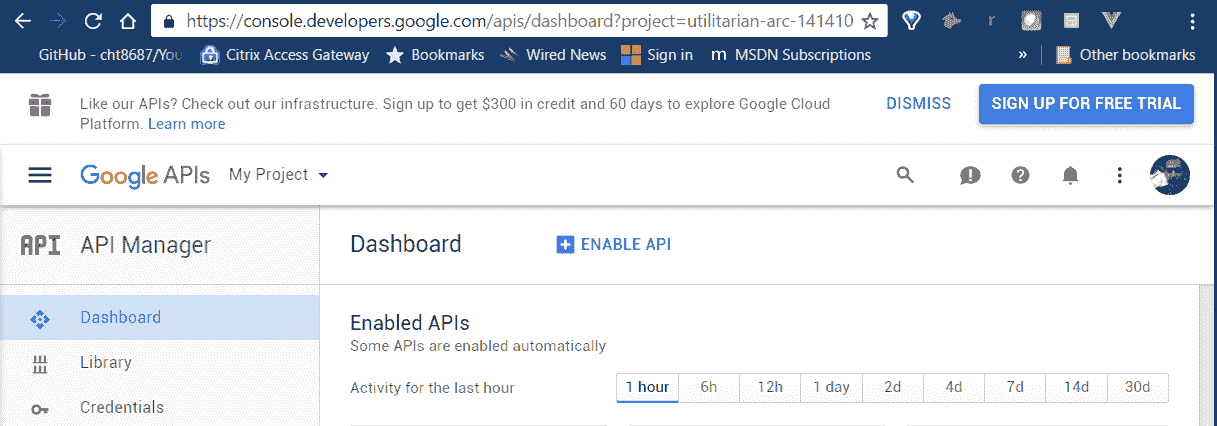 https://console.developers.google.com/apis/dashboard?project=utilitarian-arc-141410
GitHub - cht8687/You Citrix Access Gateway Bookmarks Wired News Sign in m MSDN Subscriptions » Other bookmarks
Like our APIs? Check out our infrastructure. Sign up to get $300 in credit and 60 days to explore Google Cloud
Platform. Learn more
DISMISS
SIGN UP FOR FREE TRIAL
Google APIs My Project
API API Manager
Dashboard ENABLE API
Dashboard
Library
Credentials
Enabled APIs
Some APIs are enabled automatically
Activity for the last hour
1 hour 6h 12h 1 day 2d 4d 7d 14d 30d